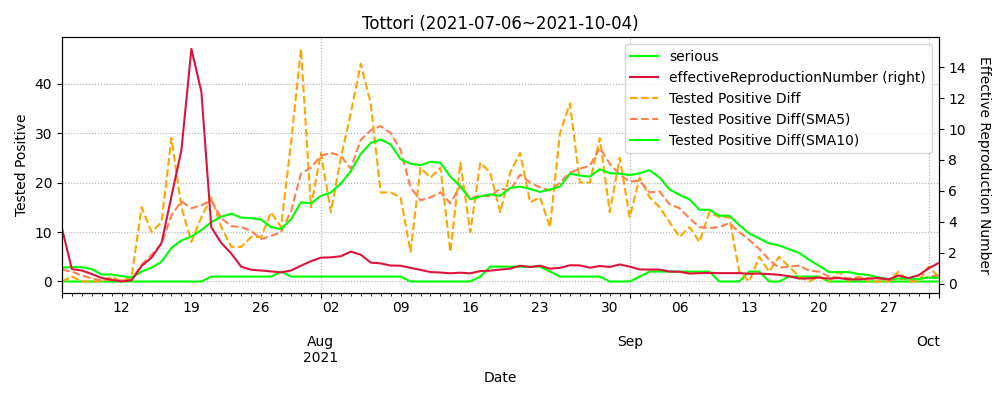 Tottori (2021-07-06~2021-10-04)
serious
effectiveReproductionNumber (right)
Tested Positive Diff
Tested Positive Diff(SMA5)
Tested Positive Diff(SMA10)
Tested Positive
40
30
20
10
0
14
12
10
8
6
4
2
0
Effective Reproduction Number
12 19 26 02 09 16 23 30 06 13 20 27
Aug Sep Oct
2021
Date